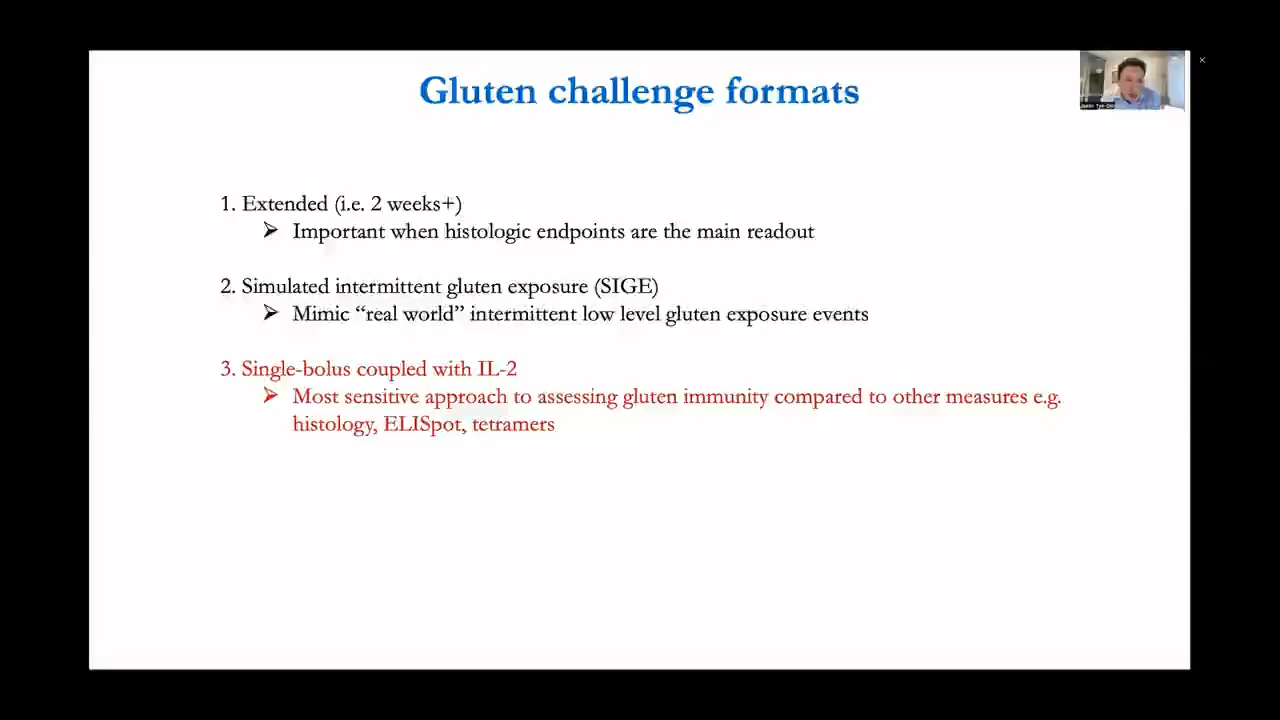 Gluten challenge formats
1. Extended (i.e. 2 weeks+)
➢ Important when histologic endpoints are the main readout
2. Simulated intermittent gluten exposure (SIGE)
➢ Mimic “real world” intermittent low level gluten exposure events
3. Single-bolus coupled with IL-2
➢ Most sensitive approach to assessing gluten immunity compared to other measures e.g.
histology, ELISpot, tetramers